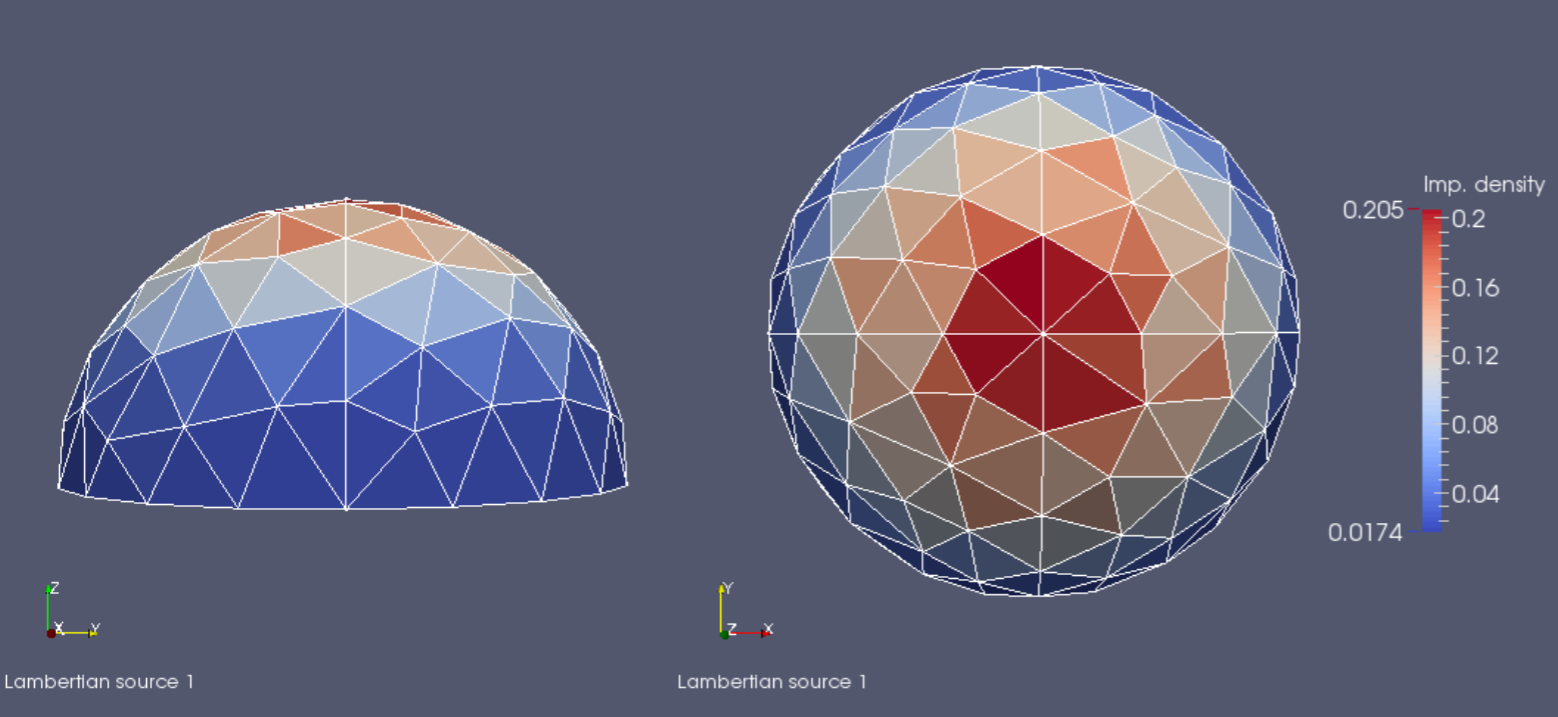 Imp. density
0.205
0.2
0.16
0.12
0.08
0.04
0.0174
Z
X
Y
Y
Z
X
Lambertian source 1
Lambertian source 1